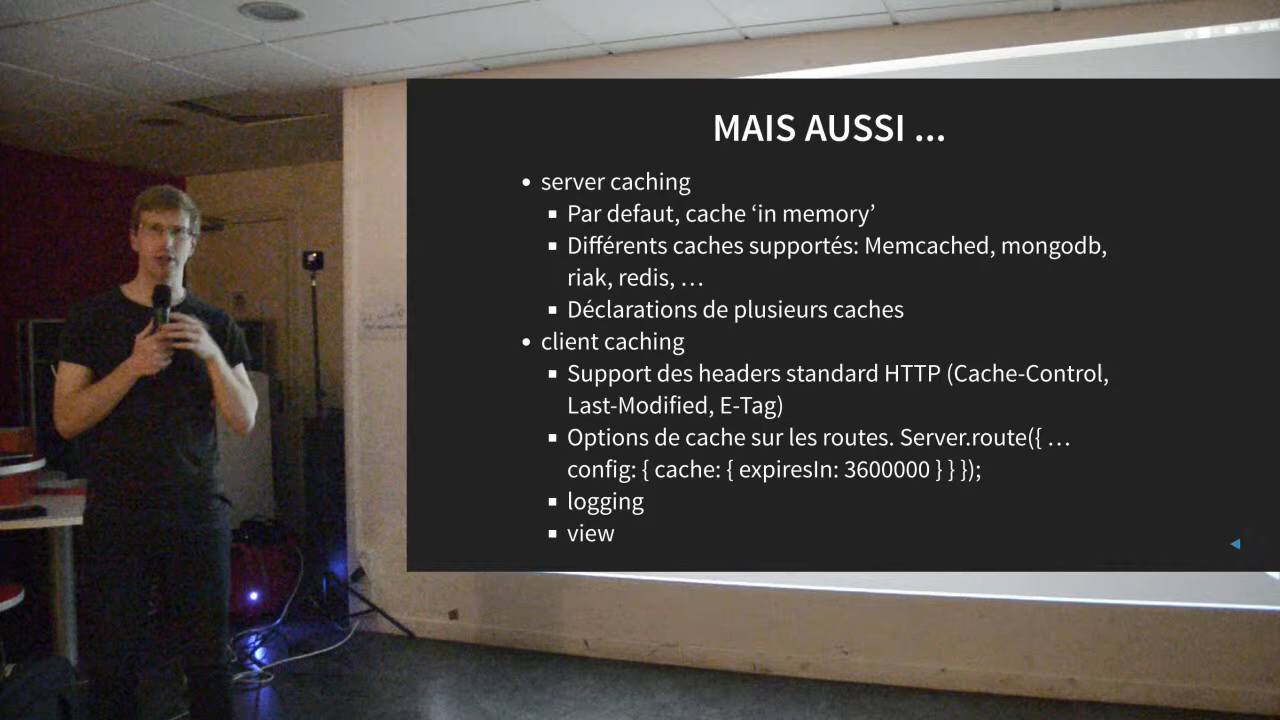 MAIS AUSSI ...
• server caching
▪ Par defaut, cache ‘in memory’
▪ Différents caches supportés: Memcached, mongodb,
riak, redis, …
▪ Déclarations de plusieurs caches
• client caching
▪ Support des headers standard HTTP (Cache-Control,
Last-Modified, E-Tag)
▪ Options de cache sur les routes. Server.route({ …
config: { cache: { expiresIn: 3600000 } } });
▪ logging
▪ view